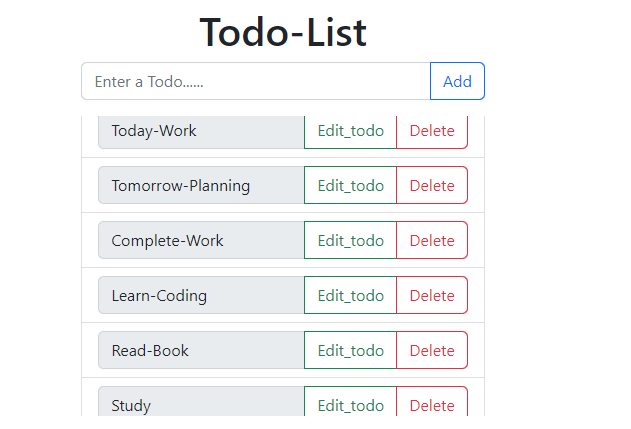 Todo-List
Enter a Todo...... Add
Today-Work Edit_todo Delete
Tomorrow-Planning Edit_todo Delete
Complete-Work Edit_todo Delete
Learn-Coding Edit_todo Delete
Read-Book Edit_todo Delete
Study Edit_todo Delete